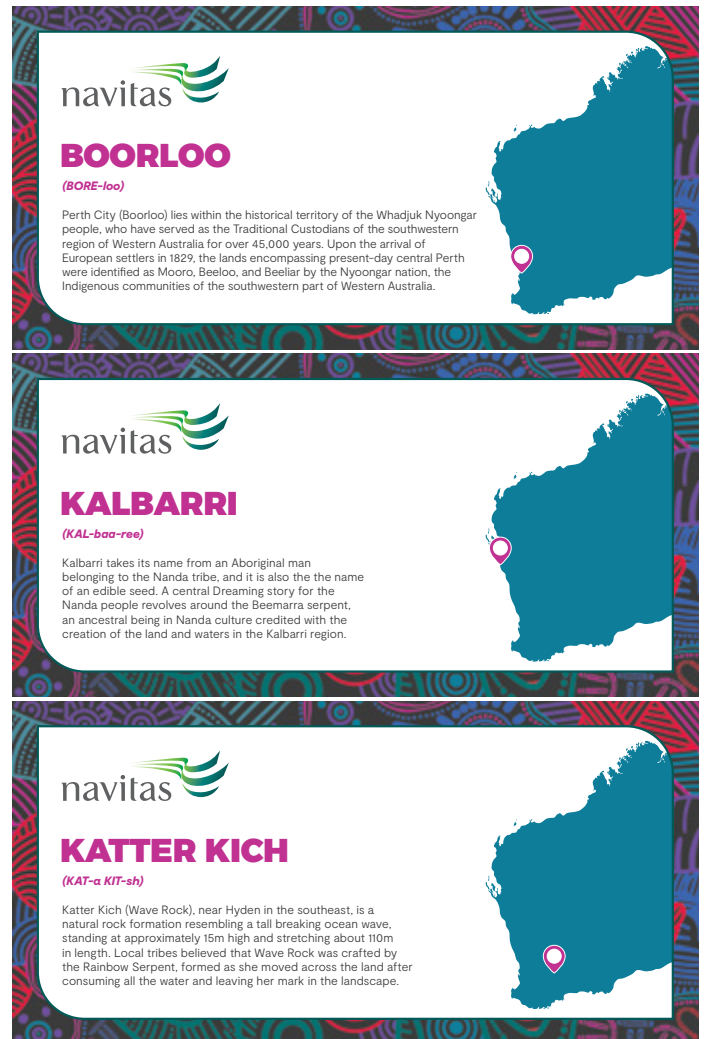 navitas
BOORLOO
(BORE-loo)
Perth City (Boorloo) lies within the historical territory of the Whadjuk Nyoongar
people, who have served as the Traditional Custodians of the southwestern
region of Western Australia for over 45,000 years. Upon the arrival of
European settlers in 1829, the lands encompassing present-day central Perth
were identified as Mooro, Beeloo, and Beeliar by the Nyoongar nation, the
Indigenous communities of the southwestern part of Western Australia.
navitas
KALBARRI
(KAL-baa-ree)
Kalbarri takes its name from an Aboriginal man
belonging to the Nanda tribe, and it is also the the name
of an edible seed. A central Dreaming story for the
Nanda people revolves around the Beemarra serpent,
an ancestral being in Nanda culture credited with the
creation of the land and waters in the Kalbarri region.
navitas
KATTER KICH
(KAT-a KIT-sh)
Katter Kich (Wave Rock), near Hyden in the southeast, is a
natural rock formation resembling a tall breaking ocean wave,
standing at approximately 15m high and stretching about 110m
in length. Local tribes believed that Wave Rock was crafted by
the Rainbow Serpent, formed as she moved across the land after
consuming all the water and leaving her mark in the landscape.